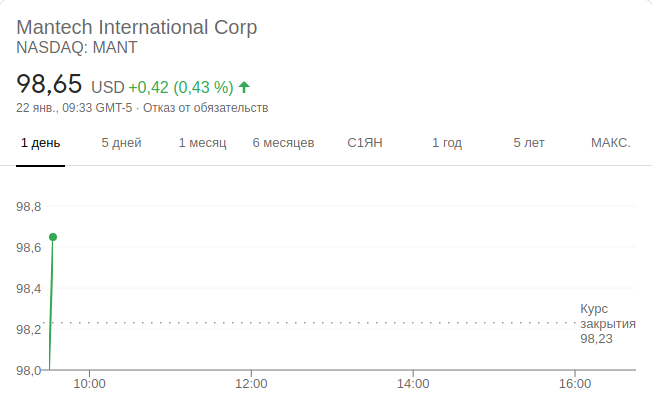 Mantech International Corp
NASDAQ: MANT
98,65 USD +0,42 (0,43 %)
22 янв., 09:33 GMT-5 · Отказ от обязательств
1 день 5 дней 1 месяц 6 месяцев С1ЯН 1 год 5 лет МАКС.
98,8
98,6
98,4
Курс
закрытия
98,23
98,2
98,0
10:00 12:00 14:00 16:00